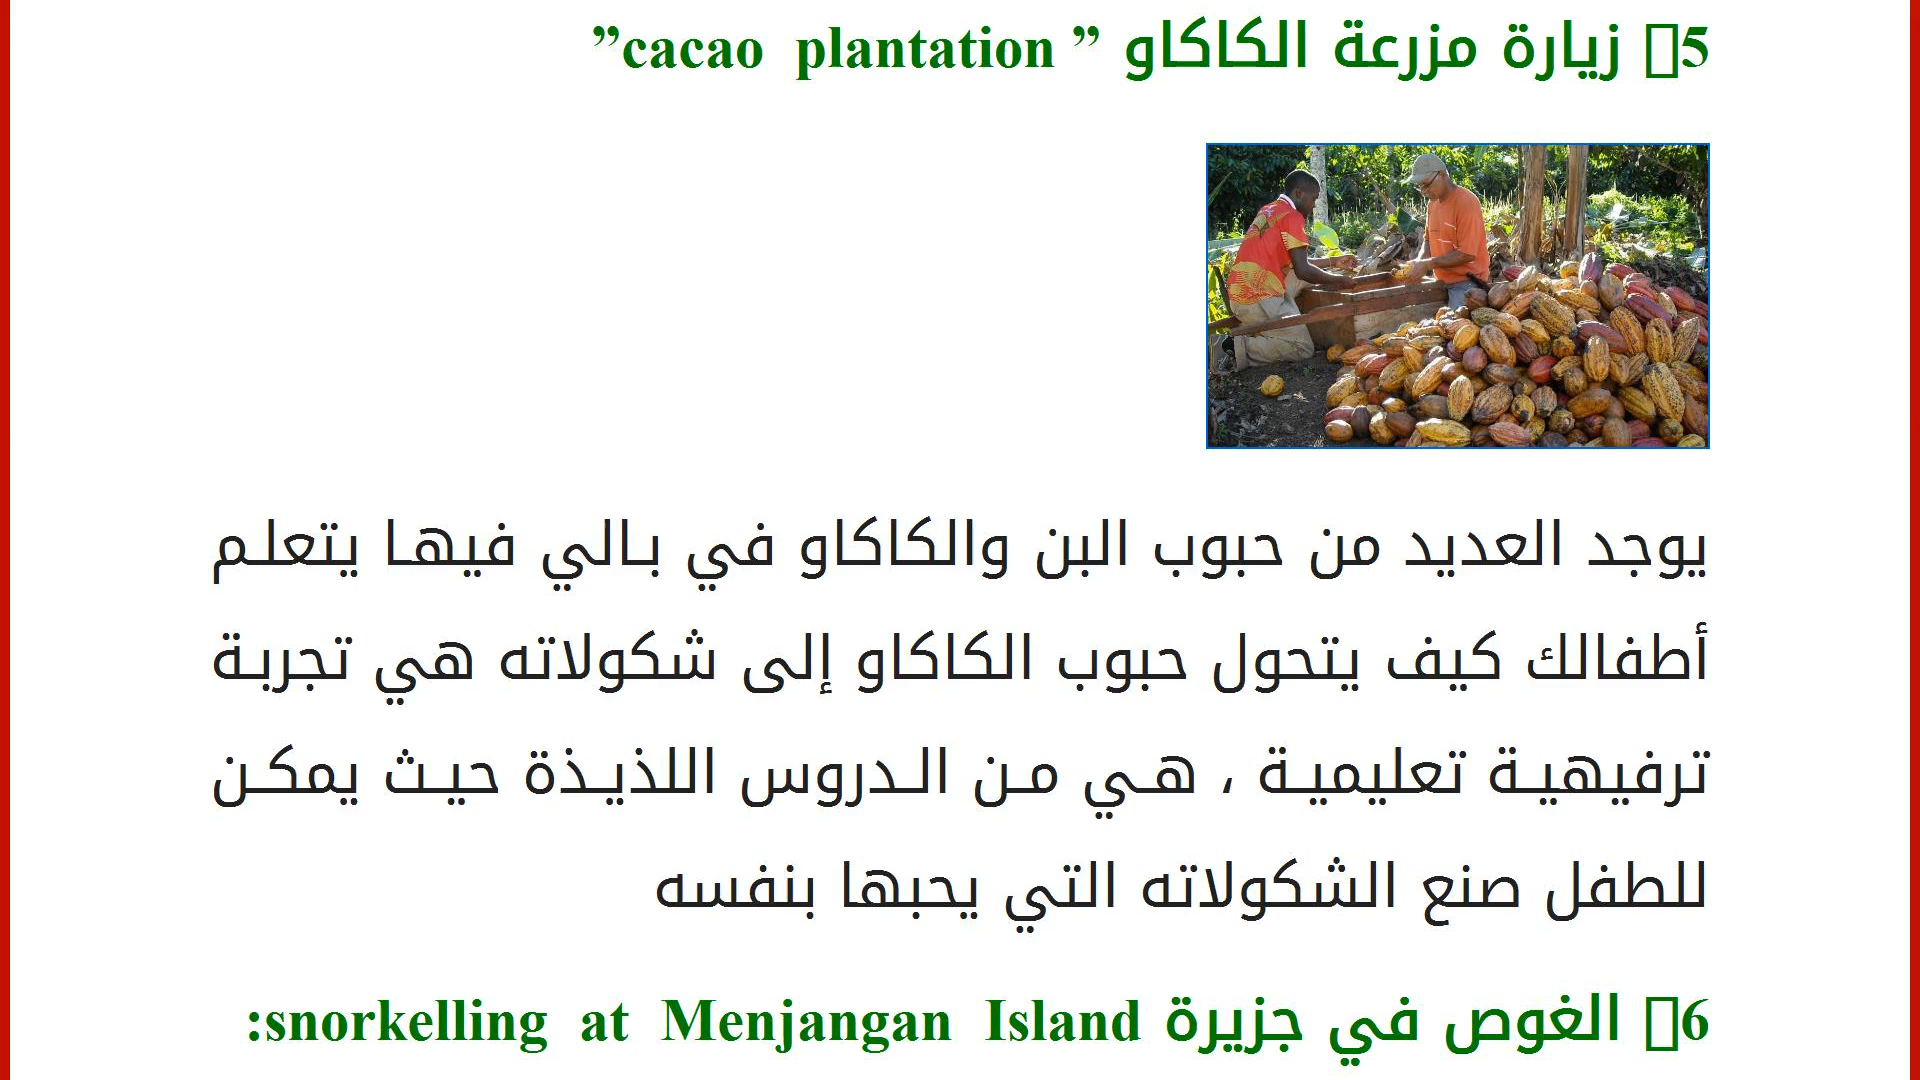 5 زيارة مزرعة الكاكاو ” cacao plantation”
يوجد العديد من حبوب البن والكاكاو في بالي فيها يتعلم
أطفالك كيف يتحول حبوب الكاكاو إلى شكولاته هي تجربة
ترفيهية تعليمية ، هي من الدروس اللذيذة حيث يمكن
للطفل صنع الشكولاته التي يحبها بنفسه
6 الغوص في جزيرة snorkelling at Menjangan Island: